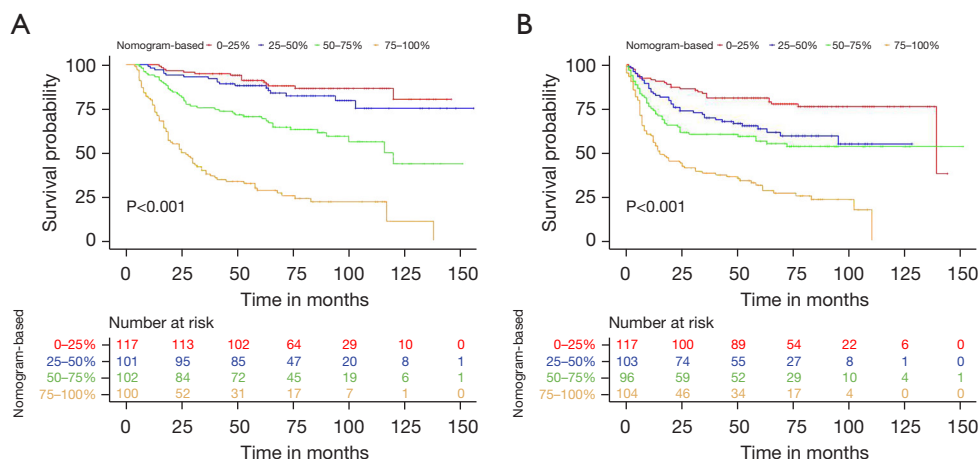 A
Nomogram-based 0–25% 25–50% 50–75% 75–100%
Survival probability
100
75
50
25
0
P<0.001
0 25 50 75 100 125 150
Time in months
Number at risk
Nomogram-based
0–25% 117 113 102 64 29 10 0
25–50% 101 95 85 47 20 8 1
50–75% 102 84 72 45 19 6 1
75–100% 100 52 31 17 7 1 0
0 25 50 75 100 120 150
Time in months
B
Nomogram-based 0–25% 25–50% 50–75% 75–100%
Survival probability
100
75
50
25
0
P<0.001
0 25 50 75 100 125 150
Time in months
Number at risk
Nomogram-based
0–25% 117 100 89 54 22 6 0
25–50% 103 74 55 27 8 1 0
50–75% 96 59 52 29 10 4 1
75–100% 104 46 34 17 4 0 0
0 25 50 75 100 125 150
Time in months